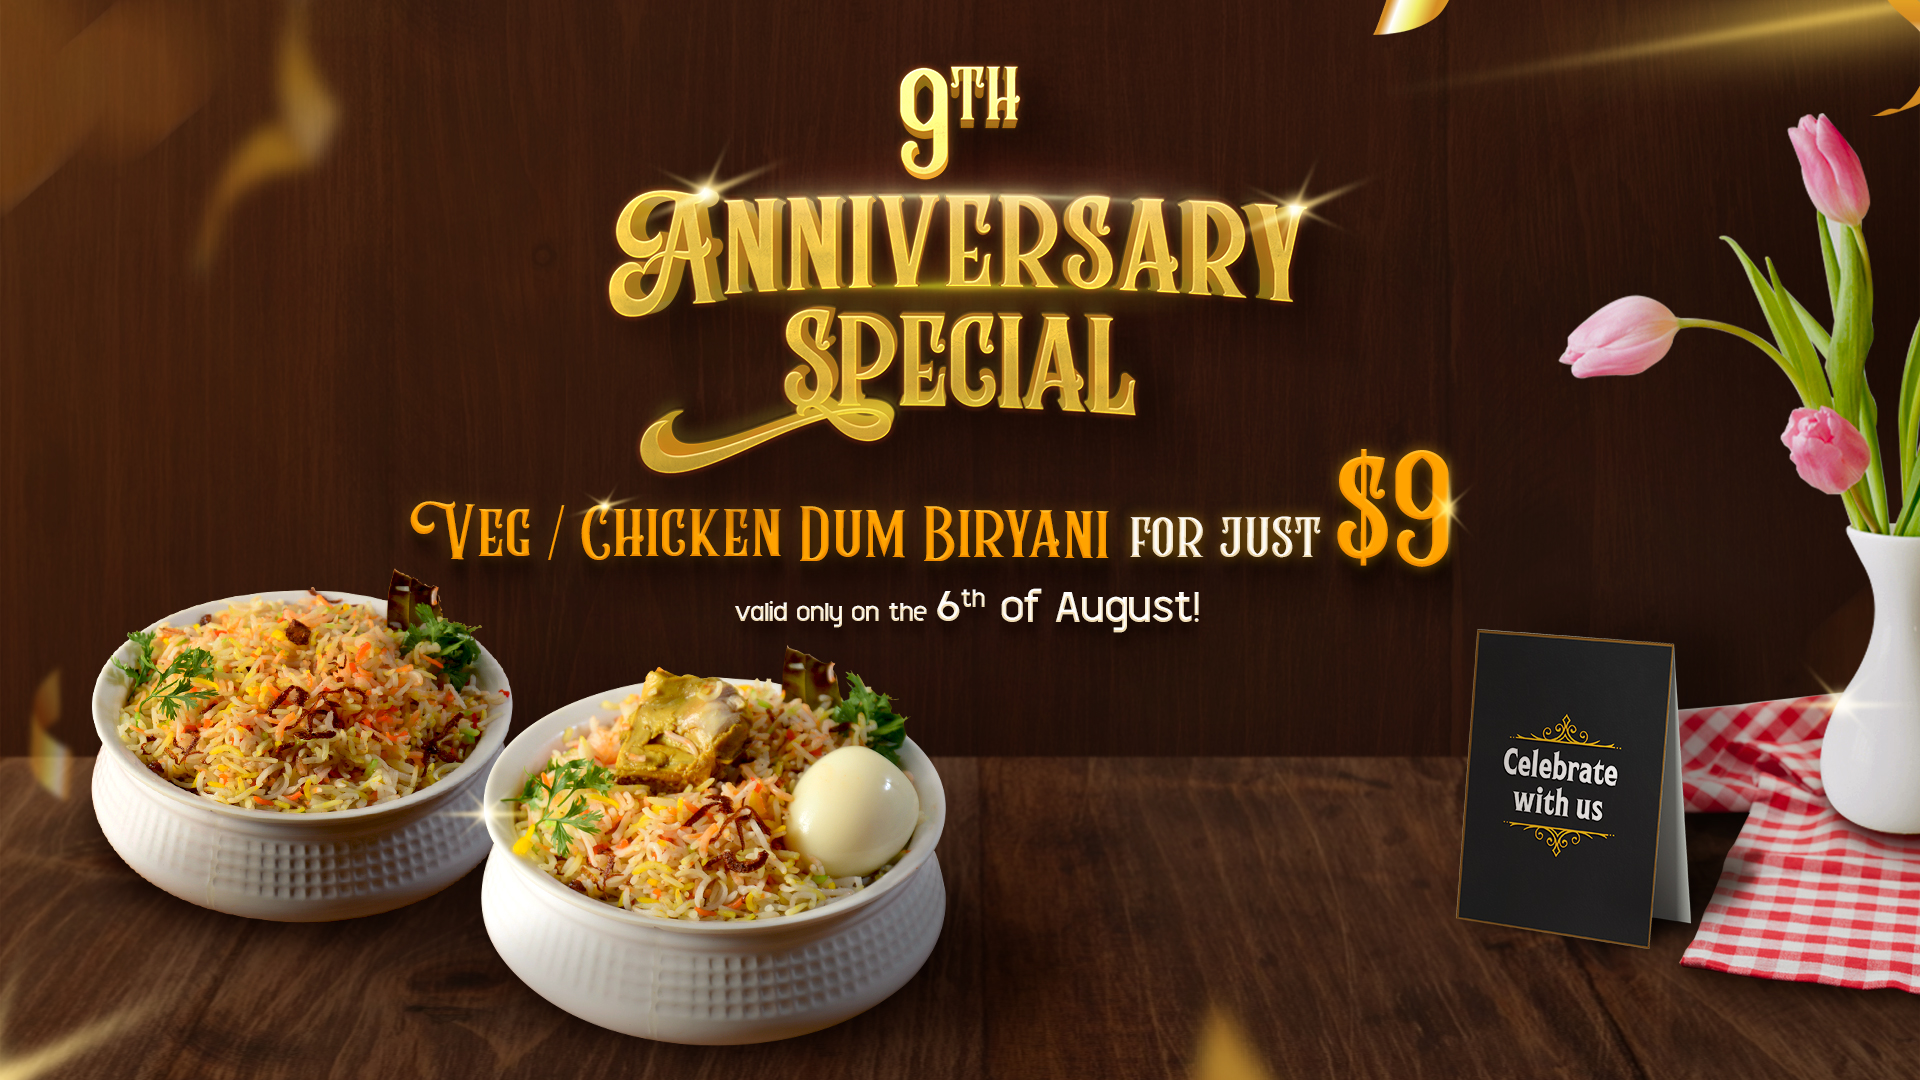 9TH
ANNIVERSARY
SPECIAL
VEG / CHICKEN DUM BIRYANI FOR JUST $9
valid only on the 6th of August!
Celebrate
with us